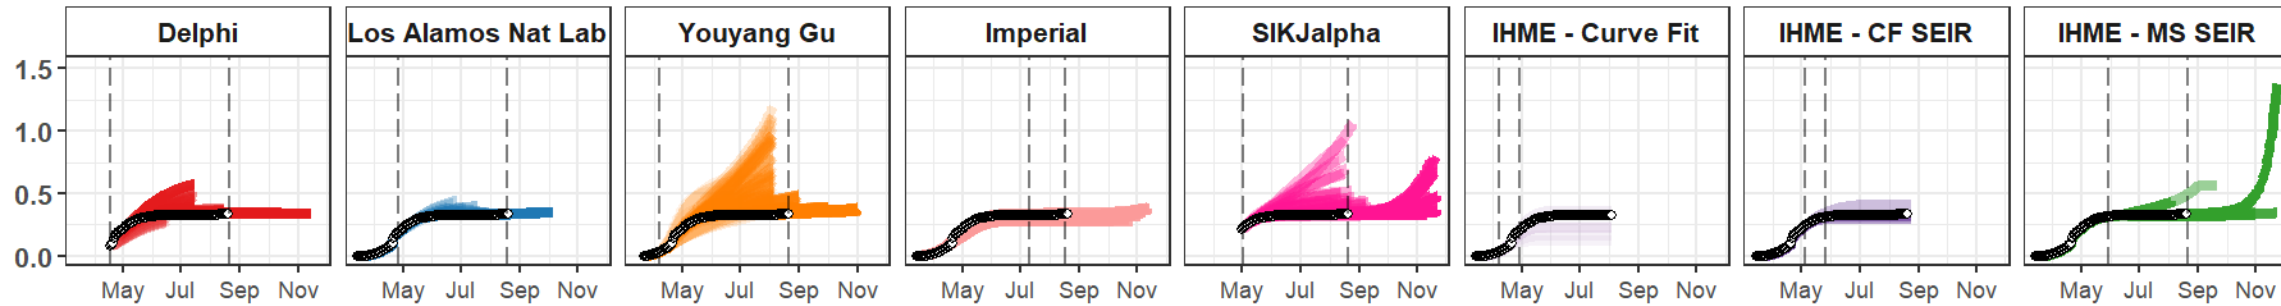 Delphi Los Alamos Nat Lab Youyang Gu Imperial SIKJalpha IHME - Curve Fit IHME - CF SEIR IHME - MS SEIR
1.5
1.0
0.5
0.0
May Jul Sep Nov May Jul Sep Nov May Jul Sep Nov May Jul Sep Nov May Jul Sep Nov May Jul Sep Nov May Jul Sep Nov May Jul Sep Nov